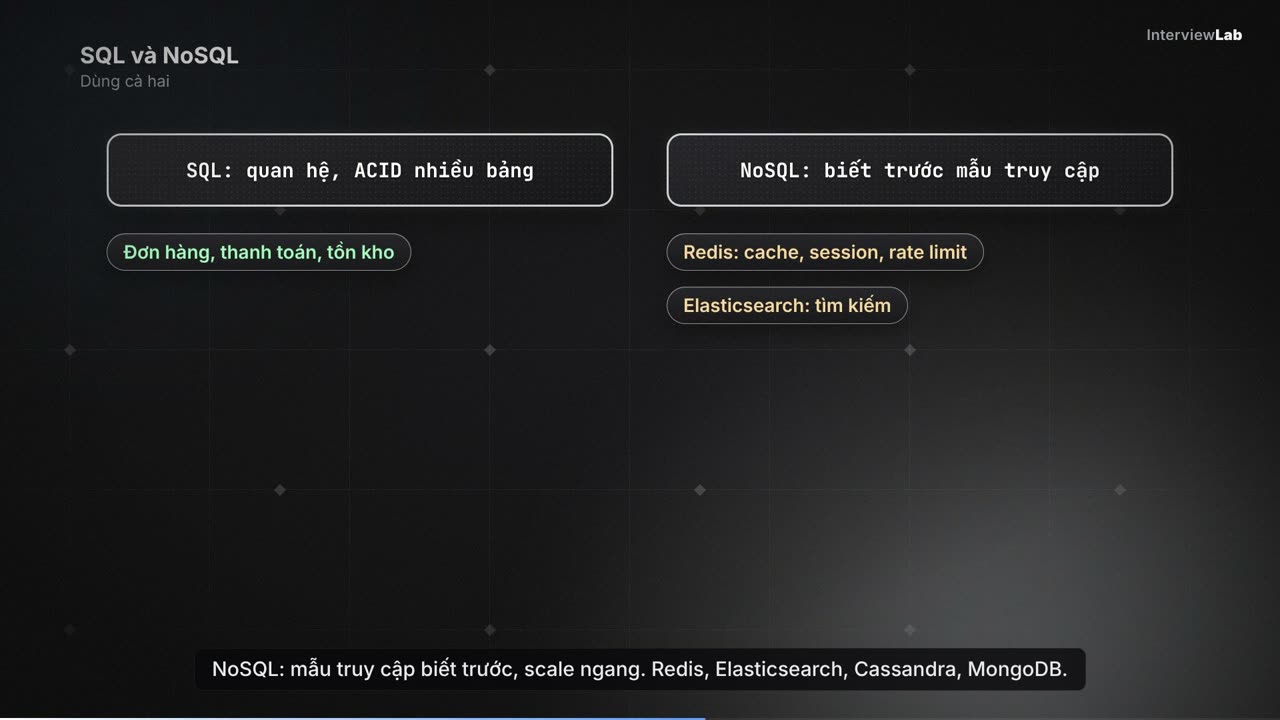 SQL và NoSQL
Dùng cả hai
InterviewLab
SQL: quan hệ, ACID nhiều bảng
Đơn hàng, thanh toán, tồn kho
NoSQL: biết trước mẫu truy cập
Redis: cache, session, rate limit
Elasticsearch: tìm kiếm
NoSQL: mẫu truy cập biết trước, scale ngang. Redis, Elasticsearch, Cassandra, MongoDB.